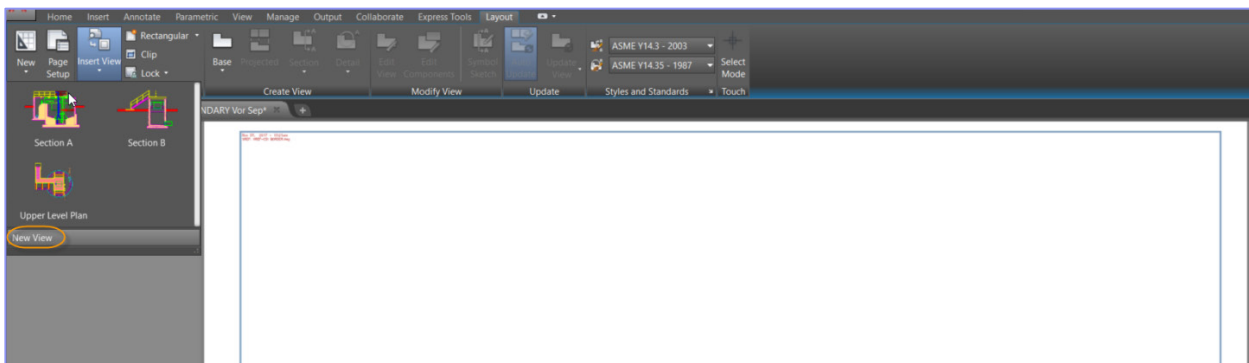 Home Insert Annotate Parametric View Manage Output Collaborate Express Tools Layout
Rectangular
New Page Setup Insert View Clip Lock
Base Projected Section Detail Edit View Edit Components Symbol Sketch Update Update View
ASME Y14.3 - 2003
ASME Y14.35 - 1987
Select Mode
Create View Modify View Update Styles and Standards Touch
NDARY Vor Sep*
Section A Section B
Upper Level Plan
New View